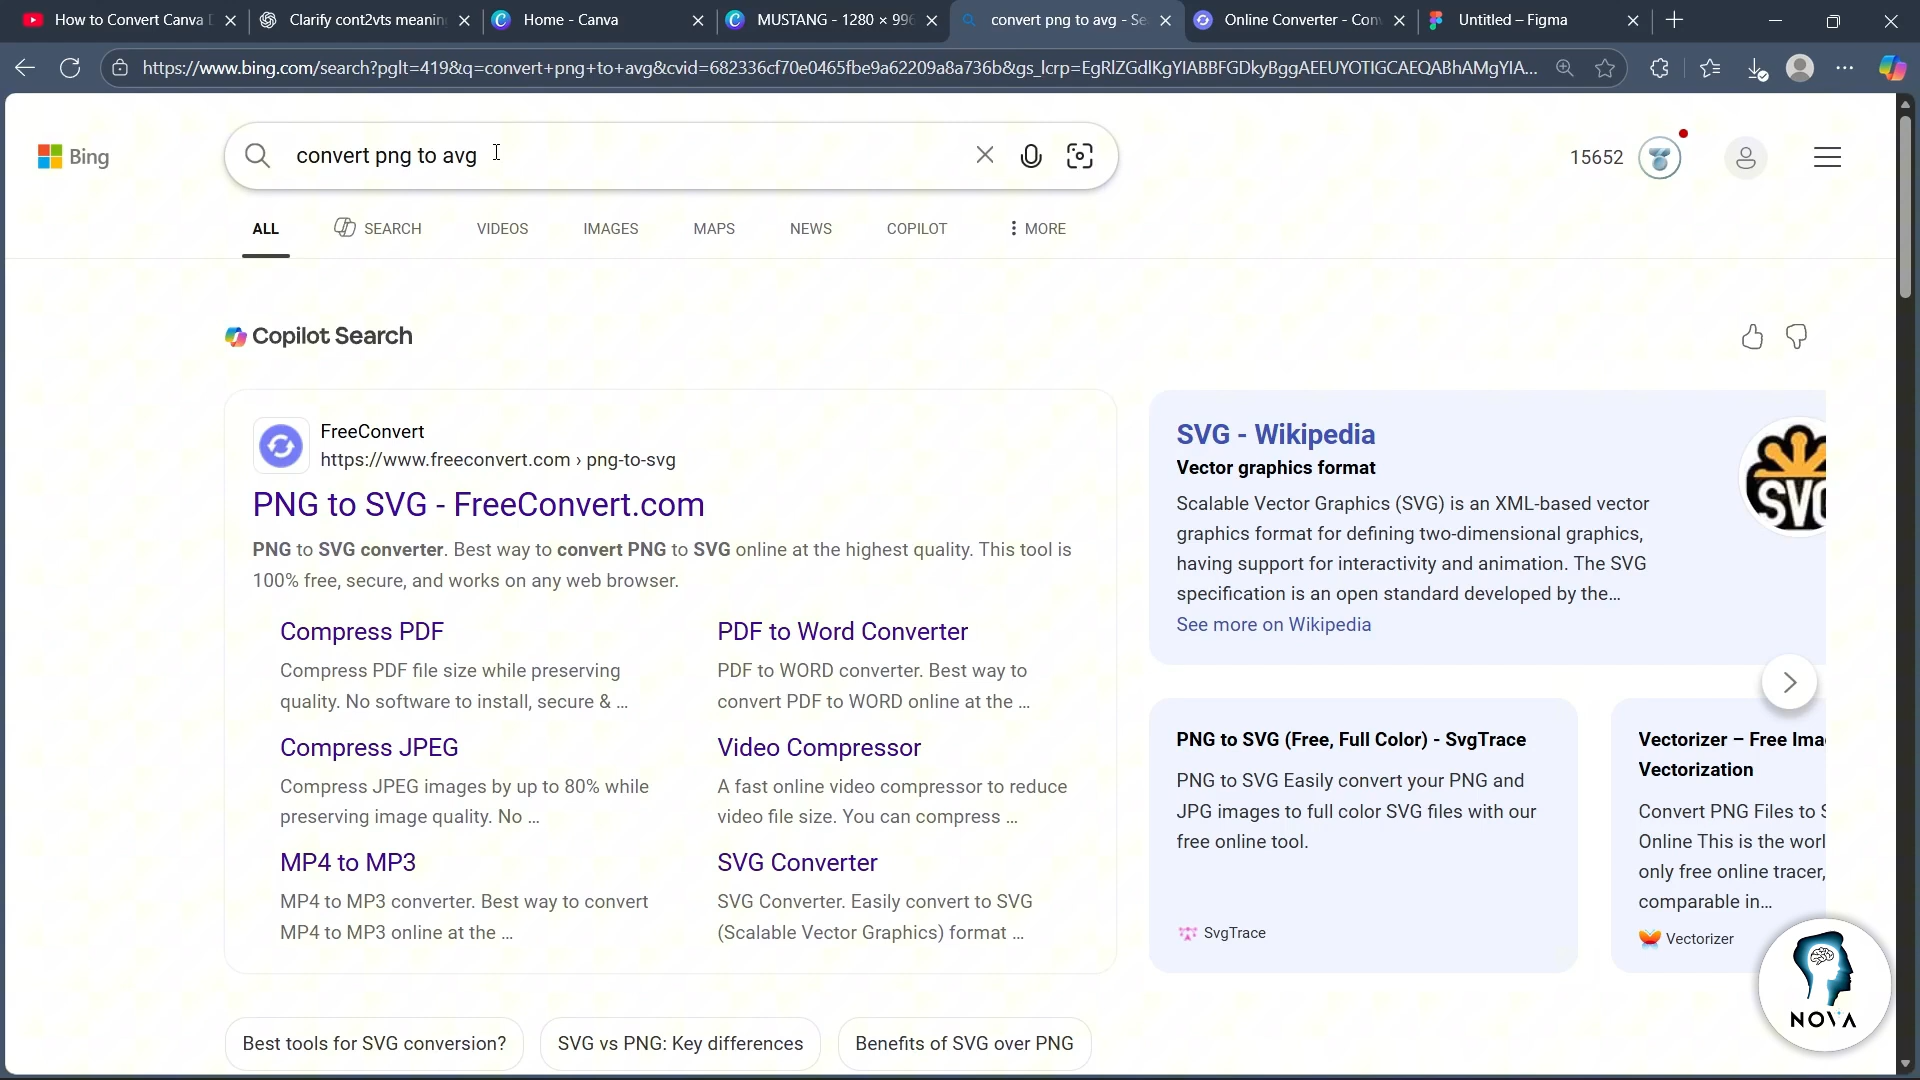 How to Convert Canva D
Clarify cont2vts meanin
Home - Canva
MUSTANG - 1280 × 996
convert png to avg - Se
Online Converter - Con
Untitled – Figma
https://www.bing.com/search?pglt=419&q=convert+png+to+avg&cvid=682336cf70e0465fbe9a62209a8a736b&gs_lcrp=EgRlZGdlKgYIABBFGDkyBggAEEUYOTIGCAEQABhAMgYIA...
Bing
convert png to avg
15652
ALL
SEARCH
VIDEOS
IMAGES
MAPS
NEWS
COPILOT
MORE
Copilot Search
FreeConvert
https://www.freeconvert.com › png-to-svg
PNG to SVG - FreeConvert.com
PNG to SVG converter. Best way to convert PNG to SVG online at the highest quality. This tool is
100% free, secure, and works on any web browser.
Compress PDF
Compress PDF file size while preserving
quality. No software to install, secure & ...
PDF to Word Converter
PDF to WORD converter. Best way to
convert PDF to WORD online at the ...
Compress JPEG
Compress JPEG images by up to 80% while
preserving image quality. No ...
Video Compressor
A fast online video compressor to reduce
video file size. You can compress ...
MP4 to MP3
MP4 to MP3 converter. Best way to convert
MP4 to MP3 online at the ...
SVG Converter
SVG Converter. Easily convert to SVG
(Scalable Vector Graphics) format ...
SVG - Wikipedia
Vector graphics format
Scalable Vector Graphics (SVG) is an XML-based vector
graphics format for defining two-dimensional graphics,
having support for interactivity and animation. The SVG
specification is an open standard developed by the...
See more on Wikipedia
SVG
PNG to SVG (Free, Full Color) - SvgTrace
PNG to SVG Easily convert your PNG and
JPG images to full color SVG files with our
free online tool.
SvgTrace
Vectorizer – Free Ima
Vectorization
Convert PNG Files to S
Online This is the worl
only free online tracer,
comparable in...
Vectorizer
NOVA
Best tools for SVG conversion?
SVG vs PNG: Key differences
Benefits of SVG over PNG